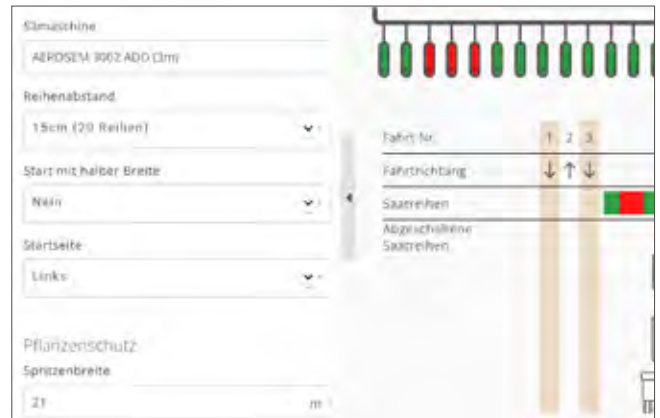 Sämaschine
AEROSEM 3002 ADD (3m)
Reihenabstand
15cm (20 Reihen)
Start mit halber Breite
Nein
Startseite
Links
Pflanzenschutz
Spritzenbreite
21 m
Fahrt Nr. 1 2 3
Fahrtrichtung ↓ ↑ ↓
Saatreihen
Abgeschaltene
Saatreihen